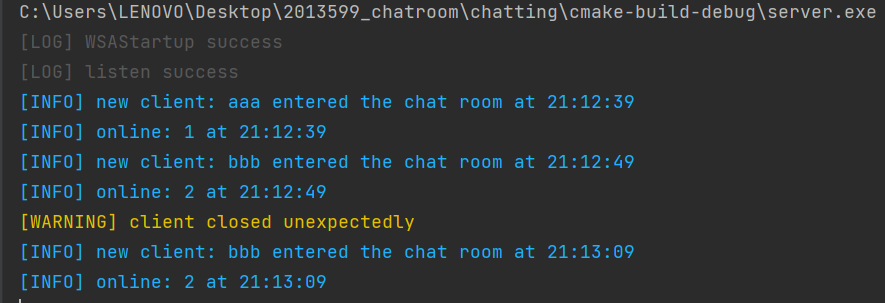 C:\Users\LENOVO\Desktop\2013599_chatroom\chatting\cmake-build-debug\server.exe
[LOG] WSAStartup success
[LOG] listen success
[INFO] new client: aaa entered the chat room at 21:12:39
[INFO] online: 1 at 21:12:39
[INFO] new client: bbb entered the chat room at 21:12:49
[INFO] online: 2 at 21:12:49
[WARNING] client closed unexpectedly
[INFO] new client: bbb entered the chat room at 21:13:09
[INFO] online: 2 at 21:13:09